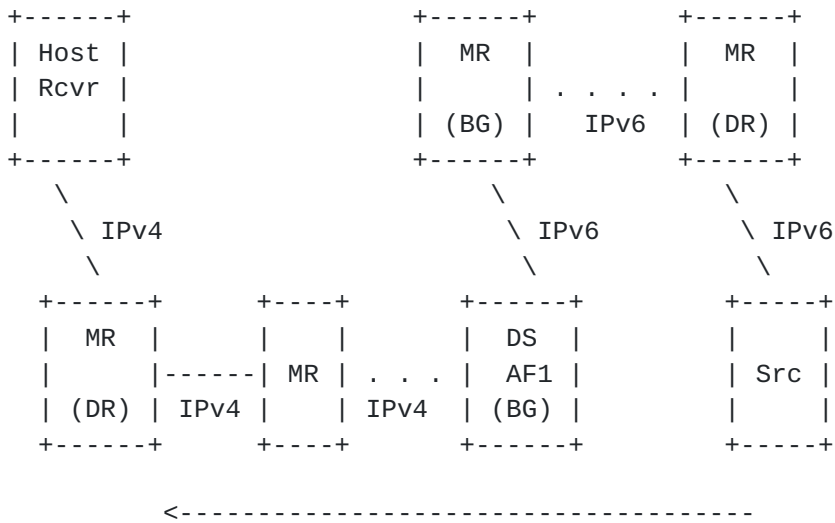 Host MR MR
Rcvr . . . .
(BG) IPv6 (DR)
IPv4 IPv6 IPv6
MR DS
MR . . . AF1 Src
(DR) IPv4 IPv4 (BG)